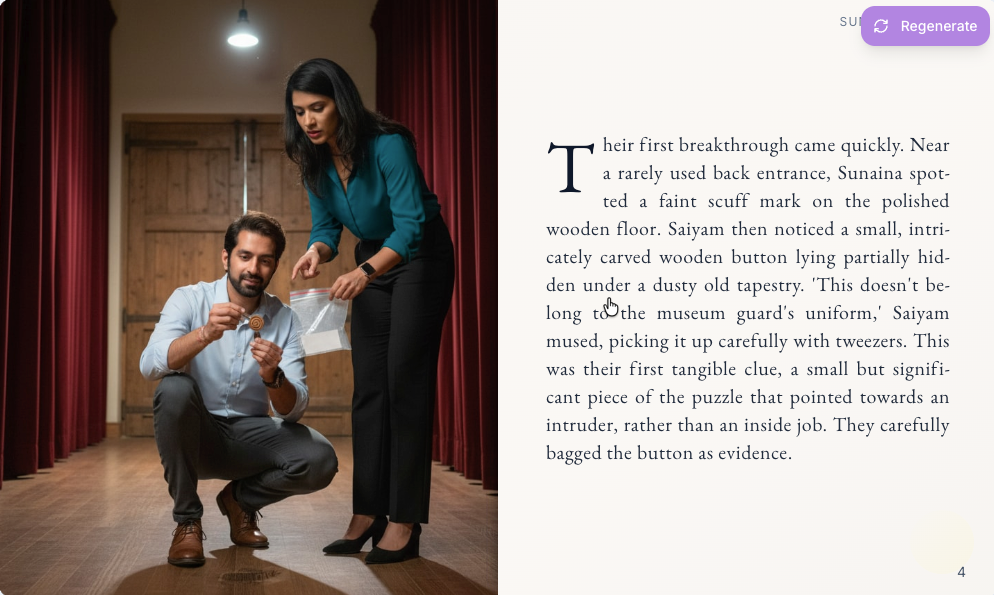 Regenerate
Their first breakthrough came quickly. Near
a rarely used back entrance, Sunaina spot-
ted a faint scuff mark on the polished
wooden floor. Saiyam then noticed a small, intri-
cately carved wooden button lying partially hid-
den under a dusty old tapestry. 'This doesn't be-
long to the museum guard's uniform,' Saiyam
mused, picking it up carefully with tweezers. This
was their first tangible clue, a small but signifi-
cant piece of the puzzle that pointed towards an
intruder, rather than an inside job. They carefully
bagged the button as evidence.
4